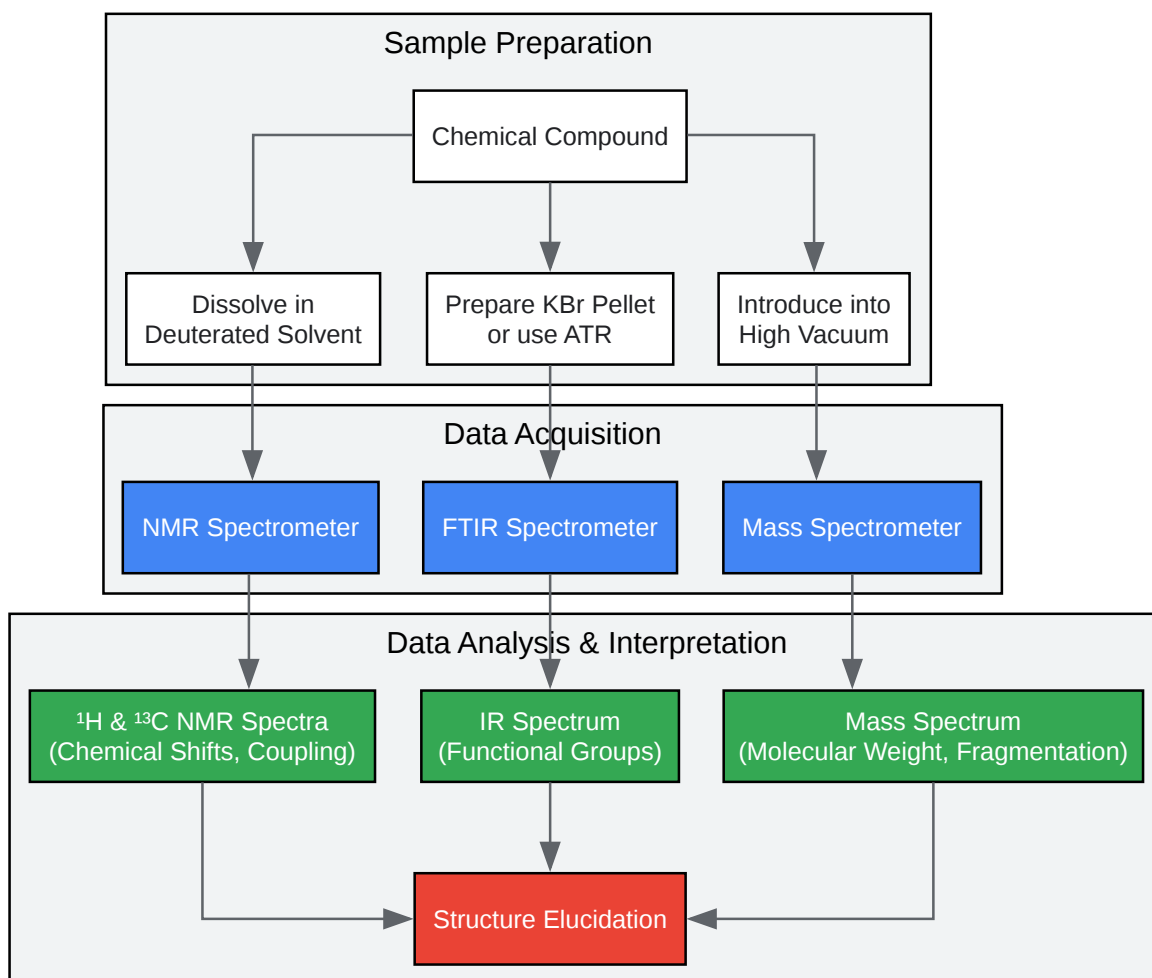 Sample Preparation
Chemical Compound
Dissolve in
Deuterated Solvent
Prepare KBr Pellet
or use ATR
Introduce into
High Vacuum
Data Acquisition
NMR Spectrometer
FTIR Spectrometer
Mass Spectrometer
Data Analysis & Interpretation
¹H & ¹³C NMR Spectra
(Chemical Shifts, Coupling)
IR Spectrum
(Functional Groups)
Mass Spectrum
(Molecular Weight, Fragmentation)
Structure Elucidation